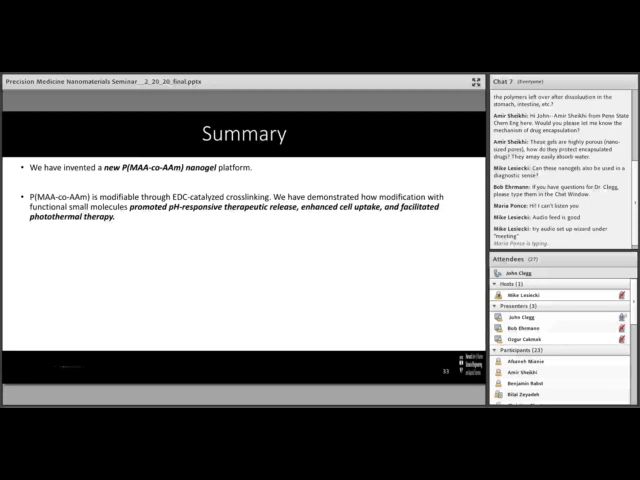 Precision Medicine Nanomaterials Seminar__2_20_20_final.pptx
Summary
• We have invented a new P(MAA-co-AAm) nanogel platform.
• P(MAA-co-AAm) is modifiable through EDC-catalyzed crosslinking. We have demonstrated how modification with
functional small molecules promoted pH-responsive therapeutic release, enhanced cell uptake, and facilitated
photothermal therapy.
33
Chat 7 (Everyone)
the polymers left over after dissoluation in the
stomach, intestine, etc.?
Amir Sheikhi: Hi John- Amir Sheikhi from Penn State
Chem Eng here. Would you please let me know the
mechanism of drug encapsulation?
Amir Sheikhi: These gels are highly porous (nano-
sized pores), how do they protect encapsulated
drugs? They aray easily absorb water.
Mike Lesiecki: Can these nanogels also be used in a
diagnostic sense?
Bob Ehrmann: If you have questions for Dr. Clegg,
please type them in the Chat Window.
Maria Ponce: Hi! I can't listen you
Mike Lesiecki: Audio feed is good
Mike Lesiecki: try audio set up wizard under
"meeting"
Maria Ponce is typing...
Attendees (27)
John Clegg
Hosts (1)
Mike Lesiecki
Presenters (3)
John Clegg
Bob Ehrmann
Ozgur Cakmak
Participants (23)
Afsaneh Miania
Amir Sheikhi
Benjamin Babst
Bilal Zeyadeh